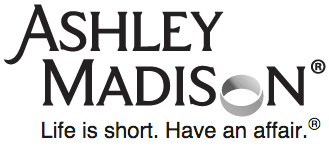 ASHLEY
MADISON®
Life is short. Have an affair.®